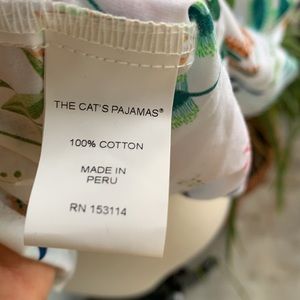 THE CAT'S PAJAMAS®
100% COTTON
MADE IN
PERU
RN 153114